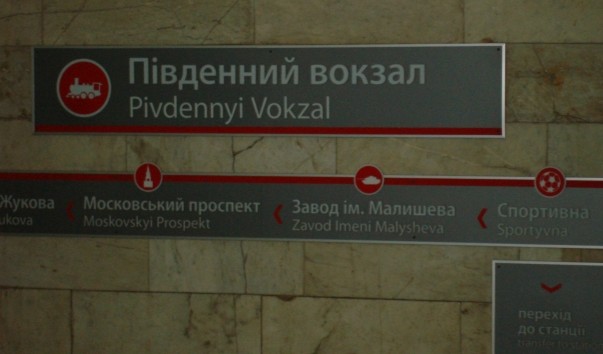 Південний вокзал
Pivdennyi Vokzal
Жукова
ukova
Московський проспект
Moskovskyi Prospekt
Завод ім. Малишева
Zavod Imeni Malysheva
Спортивна
Sportyvna
перехід
до станції